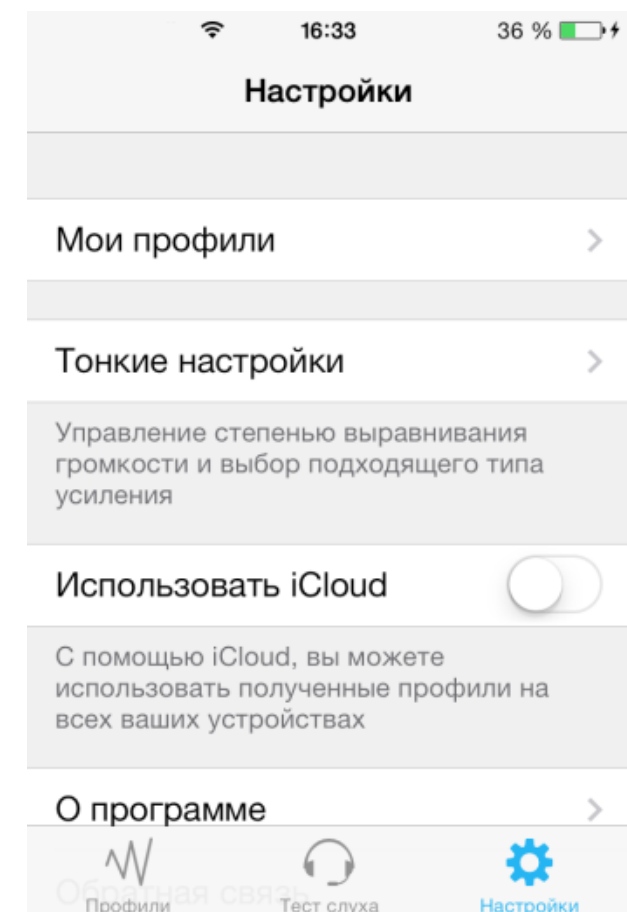 16:33
36 %
Настройки
Мои профили
Тонкие настройки
Управление степенью выравнивания
громкости и выбор подходящего типа
усиления
Использовать iCloud
С помощью iCloud, вы можете
использовать полученные профили на
всех ваших устройствах
О программе
Обратная связь
Профили
Тест слуха
Настройки